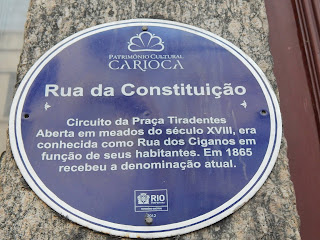 PATRIMÔNIO CULTURAL
CARIOCA
Rua da Constituição
Circuito da Praça Tiradentes
Aberta em meados do século XVIII, era
conhecida como Rua dos Ciganos em
função de seus habitantes. Em 1865
recebeu a denominação atual.
RIO
2012